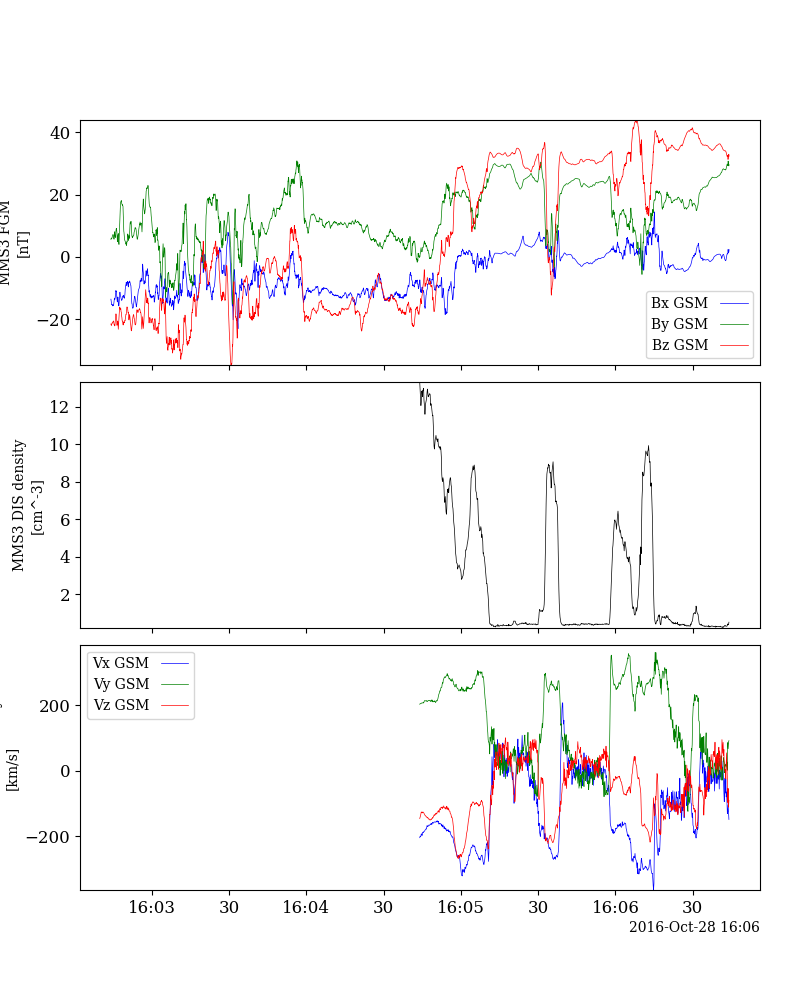 40
20
0
−20
MMS3 FGM
[nT]
Bx GSM
By GSM
Bz GSM
12
10
8
6
4
2
MMS3 DIS density
[cm^-3]
Vx GSM
Vy GSM
Vz GSM
200
0
−200
[km/s]
16:03
30
16:04
30
16:05
30
16:06
30
2016-Oct-28 16:06